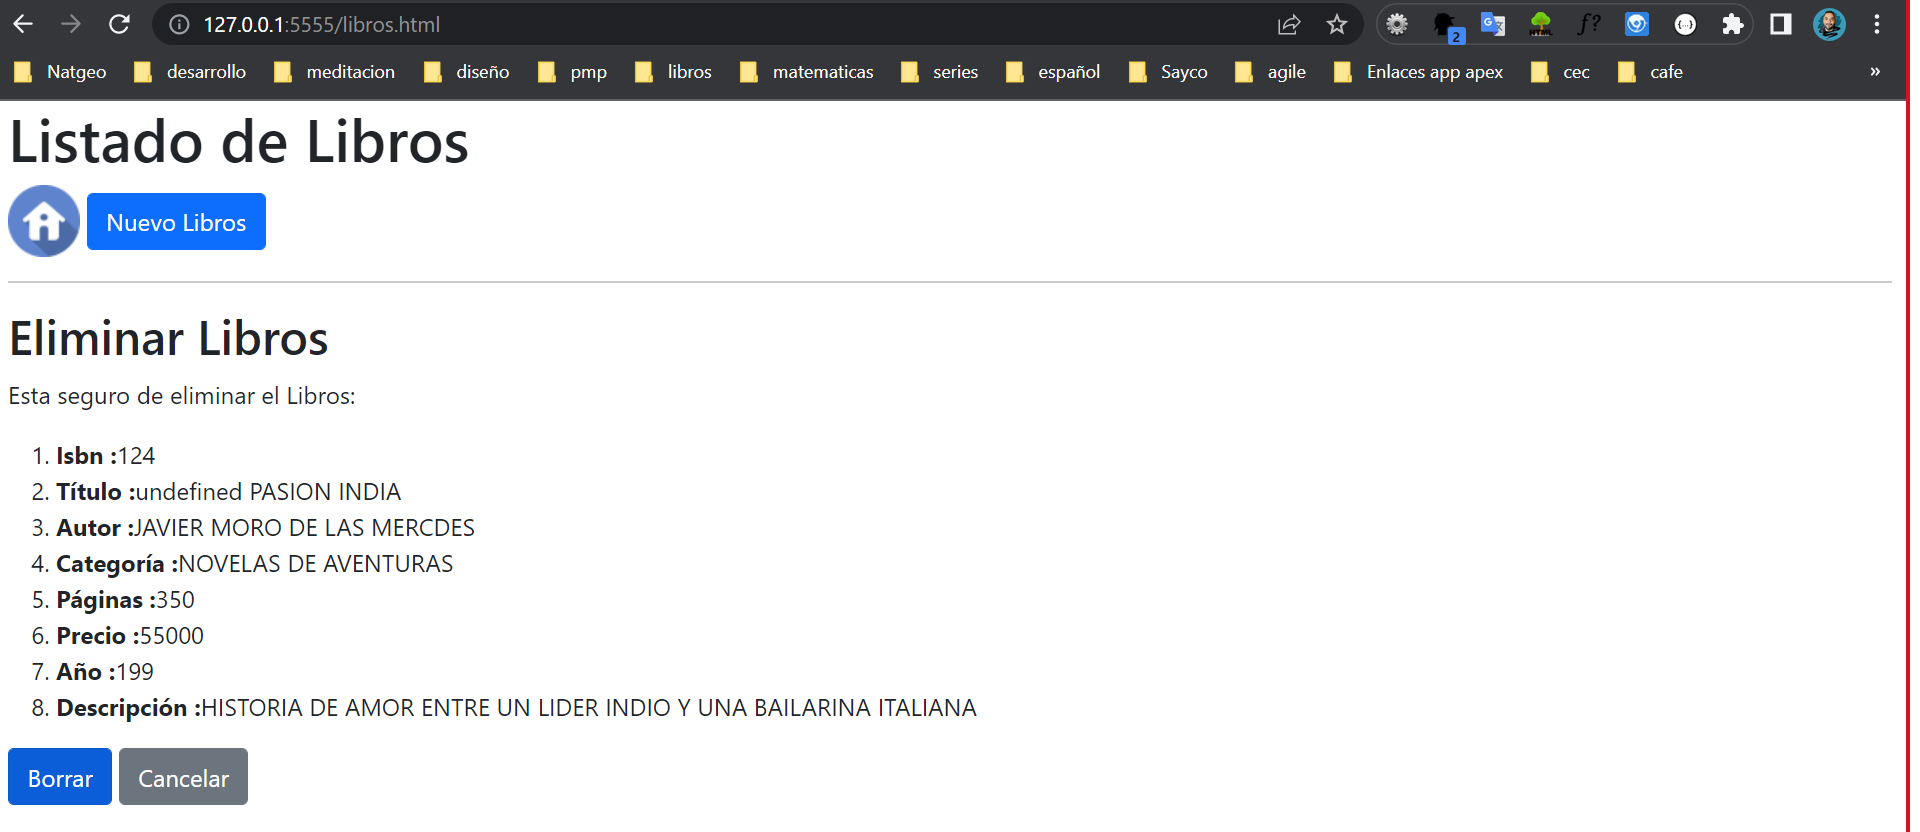 127.0.0.1:5555/libros.html
2
Natgeo desarrollo meditacion diseño pmp libros matematicas series español Sayco agile Enlaces app apex cec cafe »
Listado de Libros
Nuevo Libros
Eliminar Libros
Esta seguro de eliminar el Libros:
1. Isbn :124
2. Título :undefined PASION INDIA
3. Autor :JAVIER MORO DE LAS MERCDES
4. Categoría :NOVELAS DE AVENTURAS
5. Páginas :350
6. Precio :55000
7. Año :199
8. Descripción :HISTORIA DE AMOR ENTRE UN LIDER INDIO Y UNA BAILARINA ITALIANA
Borrar Cancelar